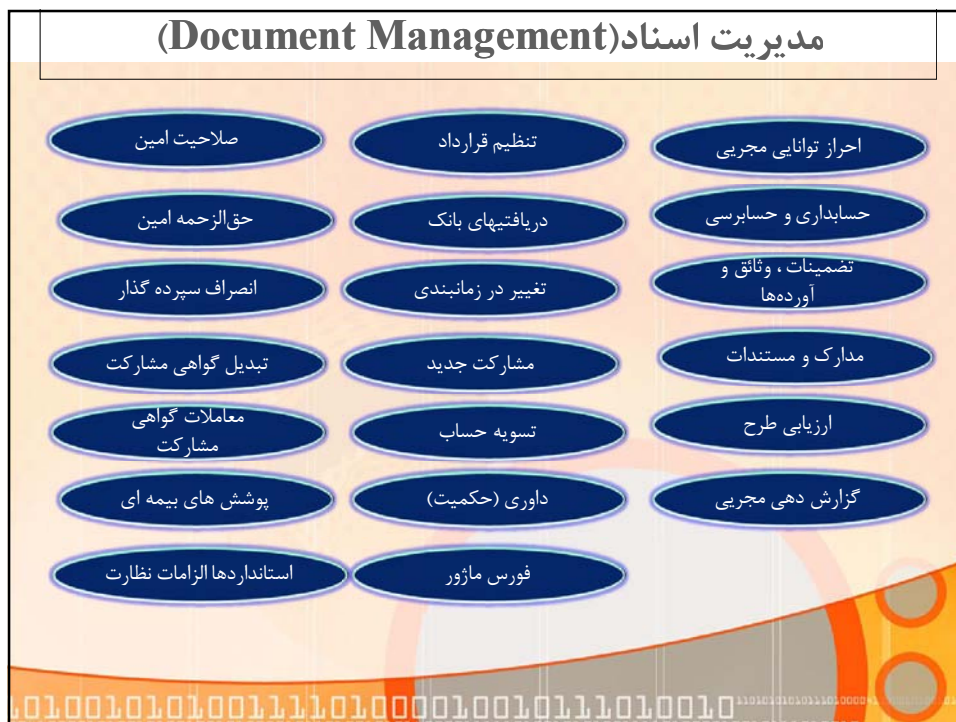 مدیریت اسناد(Document Management)
احراز توانایی مجریی
حسابداری و حسابرسی
تضمینات ، وثائق و
آورده‌ها
مدارک و مستندات
ارزیابی طرح
گزارش دهی مجریی
تنظیم قرارداد
دریافتیهای بانک
تغییر در زمانبندی
مشارکت جدید
تسویه حساب
داوری (حکمیت)
فورس ماژور
صلاحیت امین
حق‌الزحمه امین
انصراف سپرده گذار
تبدیل گواهی مشارکت
معاملات گواهی
مشارکت
پوشش های بیمه ای
استانداردها الزامات نظارت